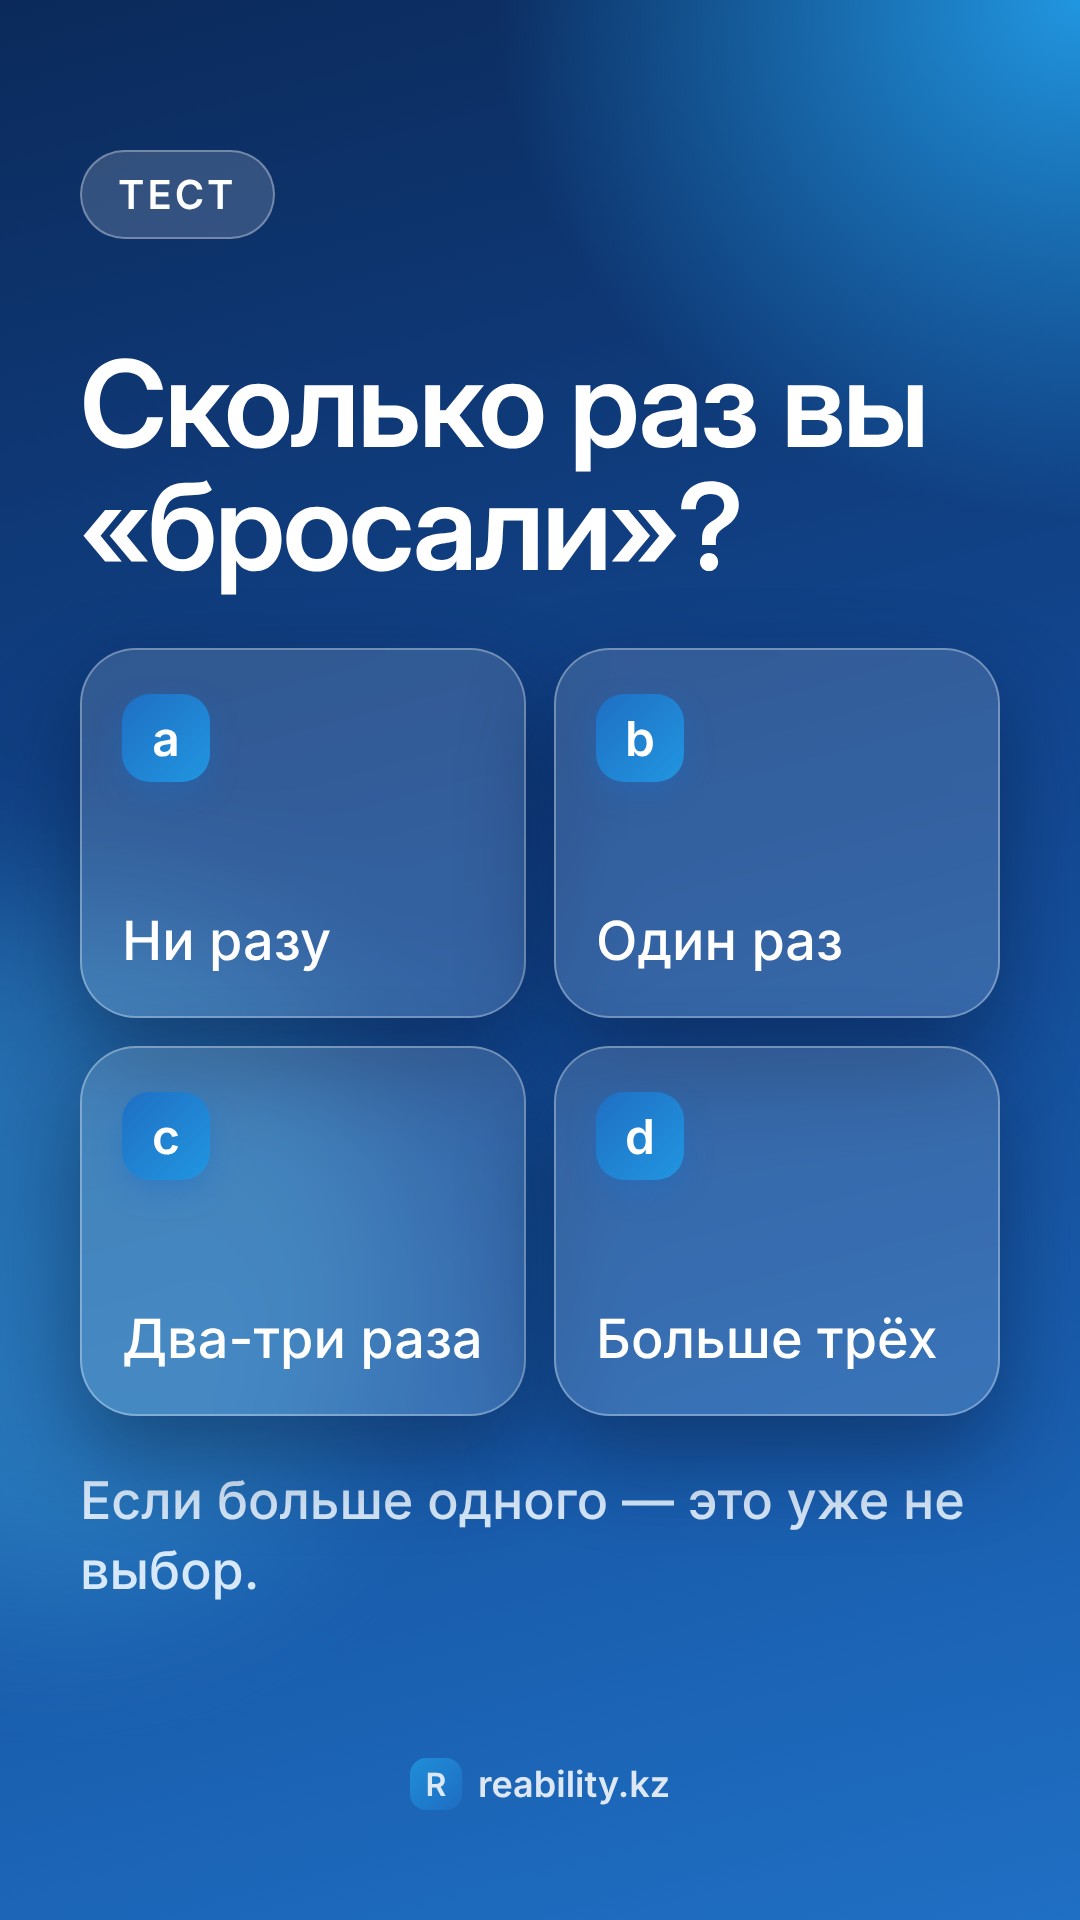 ТЕСТ
Сколько раз вы
«бросали»?
a
Ни разу
b
Один раз
c
Два-три раза
d
Больше трёх
Если больше одного — это уже не
выбор.
R reability.kz